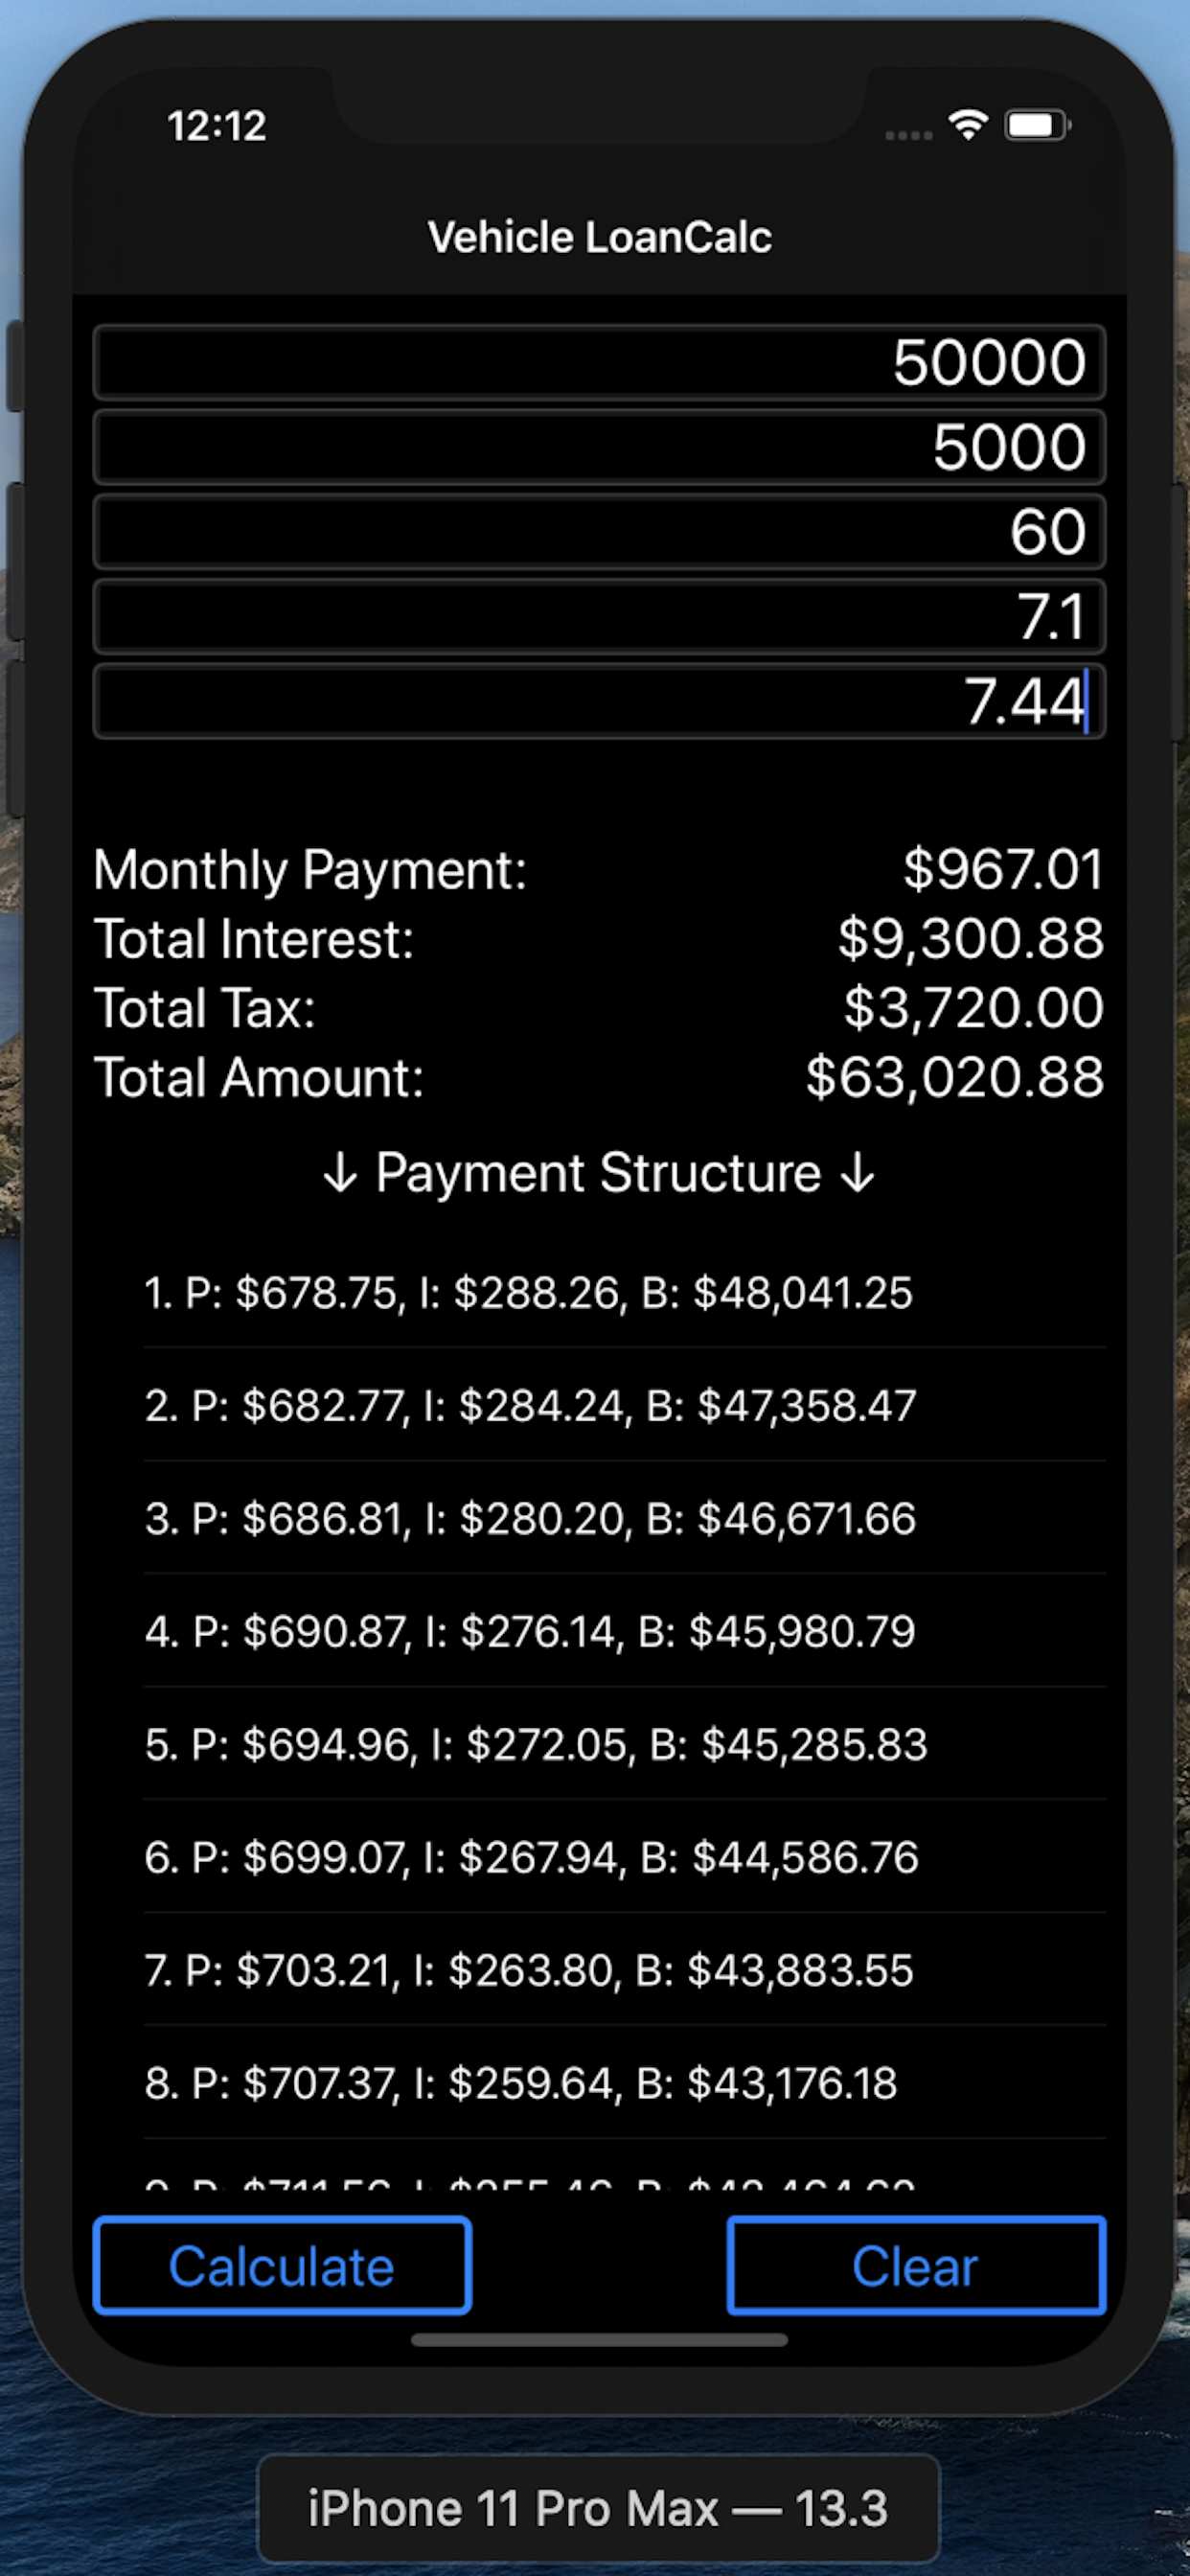 12:12
Vehicle LoanCalc
50000
5000
60
7.1
7.44
Monthly Payment: $967.01
Total Interest: $9,300.88
Total Tax: $3,720.00
Total Amount: $63,020.88
↓ Payment Structure ↓
1. P: $678.75, I: $288.26, B: $48,041.25
2. P: $682.77, I: $284.24, B: $47,358.47
3. P: $686.81, I: $280.20, B: $46,671.66
4. P: $690.87, I: $276.14, B: $45,980.79
5. P: $694.96, I: $272.05, B: $45,285.83
6. P: $699.07, I: $267.94, B: $44,586.76
7. P: $703.21, I: $263.80, B: $43,883.55
8. P: $707.37, I: $259.64, B: $43,176.18
Calculate Clear
iPhone 11 Pro Max — 13.3